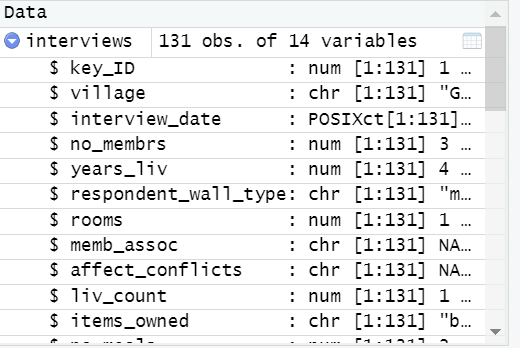 Data
interviews 131 obs. of 14 variables
$ key_ID : num [1:131] 1 …
$ village : chr [1:131] "G…
$ interview_date : POSIXct[1:131]…
$ no_membrs : num [1:131] 3 …
$ years_liv : num [1:131] 4 …
$ respondent_wall_type: chr [1:131] "m…
$ rooms : num [1:131] 1 …
$ memb_assoc : chr [1:131] NA…
$ affect_conflicts : chr [1:131] NA…
$ liv_count : num [1:131] 1 …
$ items_owned : chr [1:131] "b…